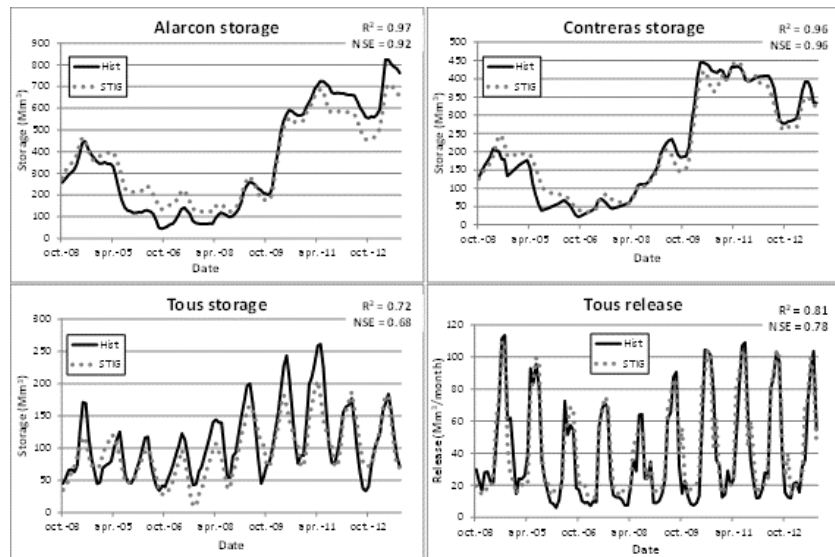 Alarcon storage
R² = 0.97
NSE = 0.92
900
800
700
600
500
400
300
200
100
0
Storage (Mm³)
Hist
STIG
oct.-03 apr.-05 oct.-06 apr.-08 oct.-09 apr.-11 oct.-12
Date
Contreras storage
R² = 0.96
NSE = 0.96
500
450
400
350
300
250
200
150
100
50
0
Storage (Mm³)
Hist
STIG
oct.-03 apr.-05 oct.-06 apr.-08 oct.-09 apr.-11 oct.-12
Date
Tous storage
R² = 0.72
NSE = 0.68
300
250
200
150
100
50
0
Storage (Mm³)
Hist
STIG
oct.-03 apr.-05 oct.-06 apr.-08 oct.-09 apr.-11 oct.-12
Date
Tous release
R² = 0.81
NSE = 0.78
120
100
80
60
40
20
0
Release (Mm³/month)
Hist
STIG
oct.-03 apr.-05 oct.-06 apr.-08 oct.-09 apr.-11 oct.-12
Date